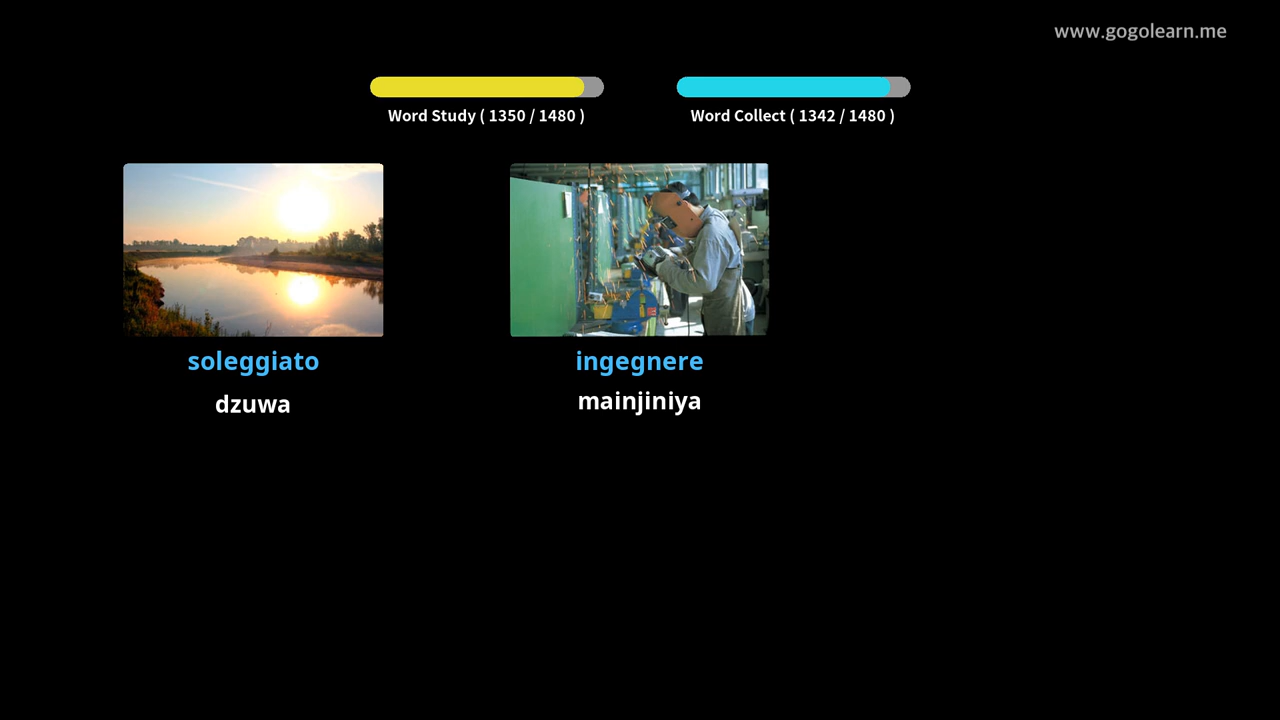 www.gogolearn.me
Word Study ( 1350 / 1480 )
Word Collect ( 1342 / 1480 )
soleggiato
dzuwa
ingegnere
mainjiniya